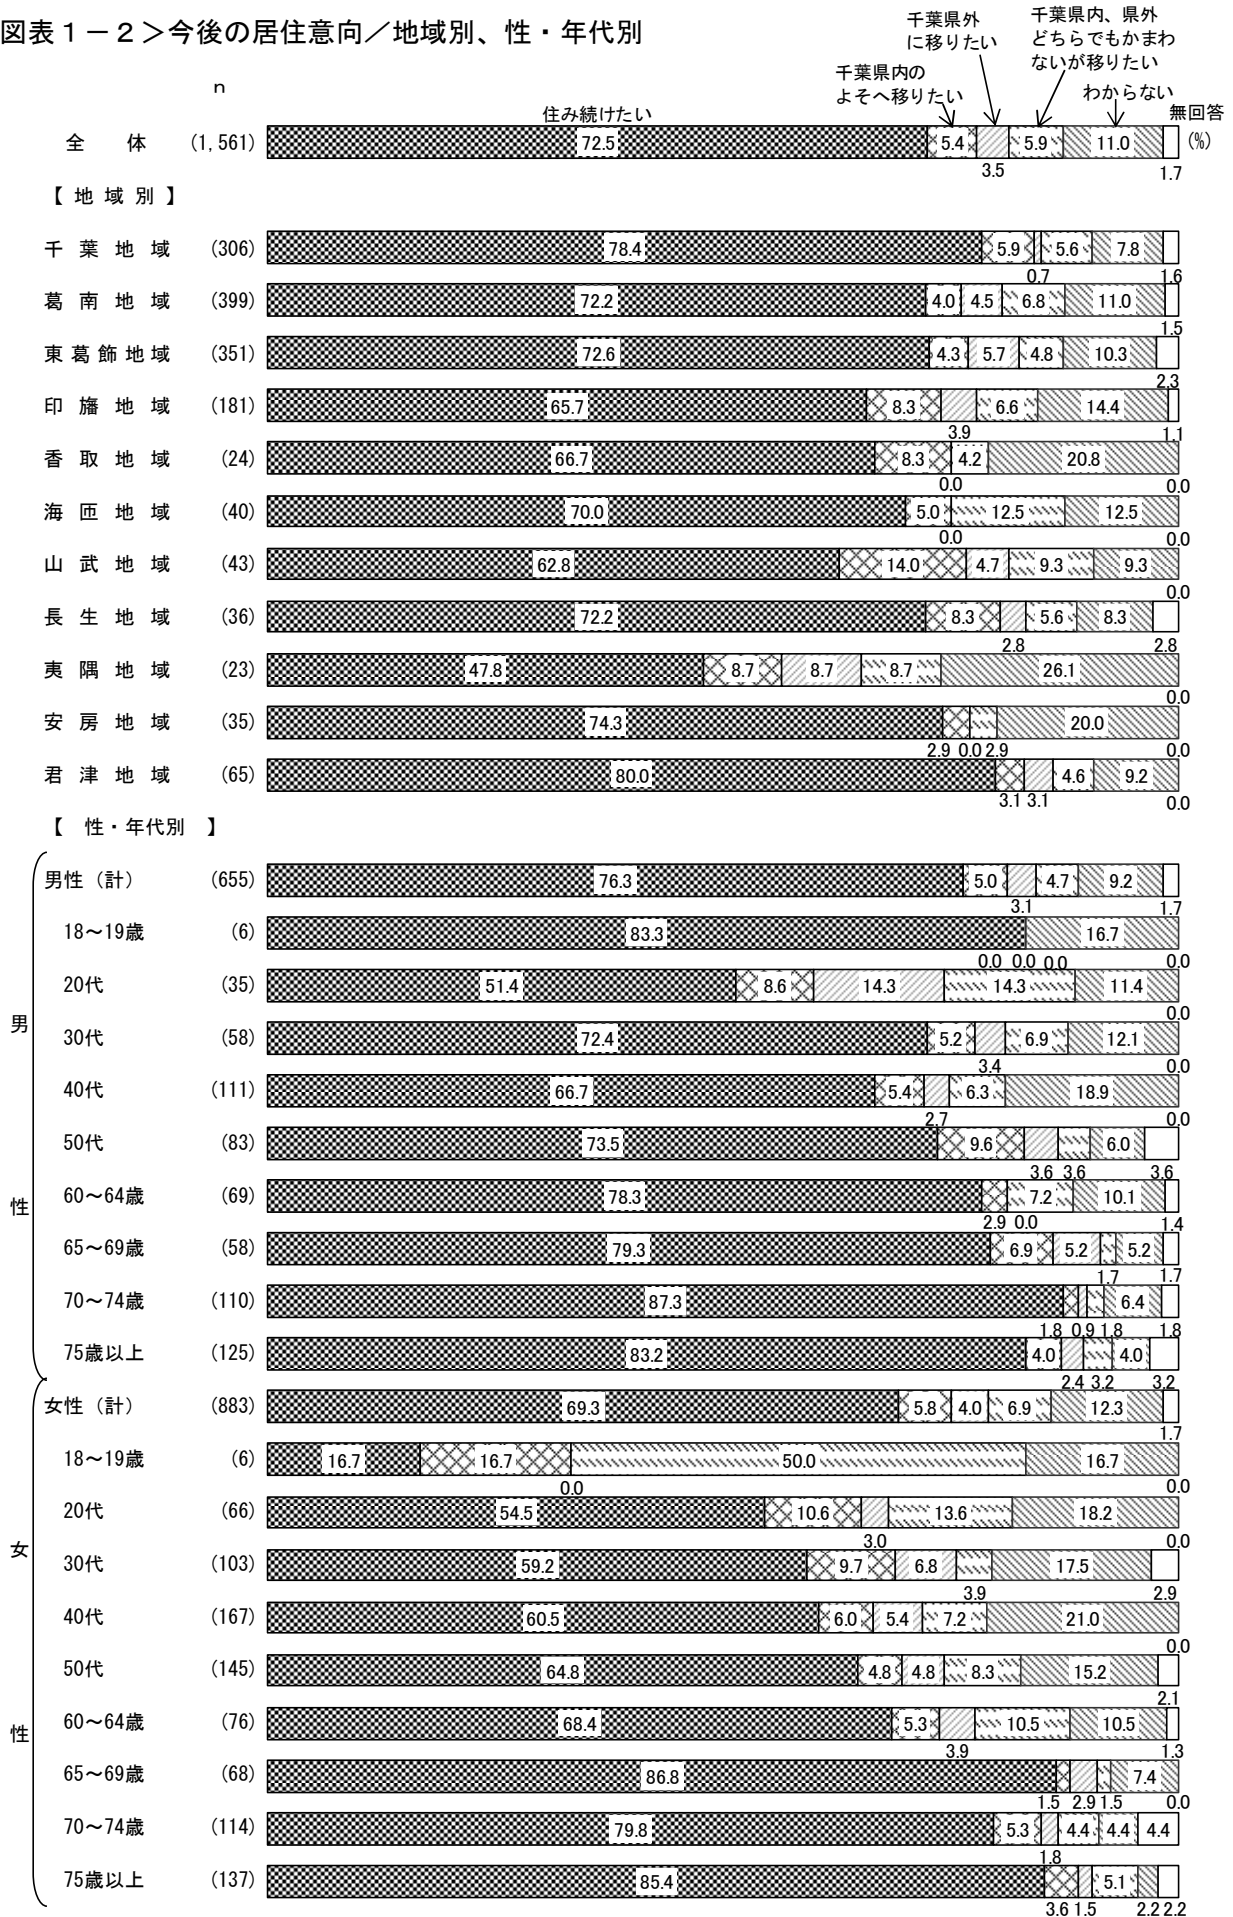 図表１－２＞今後の居住意向／地域別、性・年代別
千葉県外
に移りたい
千葉県内、県外
どちらでもかまわ
ないが移りたい
千葉県内の
よそへ移りたい
わからない
n
住み続けたい
無回答
(%)
全　体 (1,561) 72.5 5.4 5.9 11.0
3.5 1.7
【 地 域 別 】
千 葉 地 域 (306) 78.4 5.9 5.6 7.8
0.7 1.6
葛 南 地 域 (399) 72.2 4.0 4.5 6.8 11.0
1.5
東 葛 飾 地 域 (351) 72.6 4.3 5.7 4.8 10.3
2.3
印 旛 地 域 (181) 65.7 8.3 6.6 14.4
3.9 1.1
香 取 地 域 (24) 66.7 8.3 4.2 20.8
0.0 0.0
海 匝 地 域 (40) 70.0 5.0 12.5 12.5
0.0 0.0
山 武 地 域 (43) 62.8 14.0 4.7 9.3 9.3
0.0
長 生 地 域 (36) 72.2 8.3 5.6 8.3
2.8 2.8
夷 隅 地 域 (23) 47.8 8.7 8.7 8.7 26.1
0.0
安 房 地 域 (35) 74.3 20.0
2.9 0.0 2.9 0.0
君 津 地 域 (65) 80.0 4.6 9.2
3.1 3.1 0.0
【　性・年代別　】
男性（計） (655) 76.3 5.0 4.7 9.2
3.1 1.7
18～19歳 (6) 83.3 16.7
0.0 0.0 0.0 0.0
20代 (35) 51.4 8.6 14.3 14.3 11.4
0.0
男
30代 (58) 72.4 5.2 6.9 12.1
3.4 0.0
40代 (111) 66.7 5.4 6.3 18.9
2.7 0.0
50代 (83) 73.5 9.6 6.0
3.6 3.6 3.6
性
60～64歳 (69) 78.3 7.2 10.1
2.9 0.0 1.4
65～69歳 (58) 79.3 6.9 5.2 5.2
1.7 1.7
70～74歳 (110) 87.3 6.4
1.8 0.9 1.8 1.8
75歳以上 (125) 83.2 4.0 4.0
2.4 3.2 3.2
女性（計） (883) 69.3 5.8 4.0 6.9 12.3
1.7
18～19歳 (6) 16.7 16.7 50.0 16.7
0.0 0.0
20代 (66) 54.5 10.6 13.6 18.2
3.0 0.0
女
30代 (103) 59.2 9.7 6.8 17.5
3.9 2.9
40代 (167) 60.5 6.0 5.4 7.2 21.0
0.0
50代 (145) 64.8 4.8 4.8 8.3 15.2
2.1
性
60～64歳 (76) 68.4 5.3 10.5 10.5
3.9 1.3
65～69歳 (68) 86.8 7.4
1.5 2.9 1.5 0.0
70～74歳 (114) 79.8 5.3 4.4 4.4 4.4
1.8
75歳以上 (137) 85.4 5.1
3.6 1.5 2.2 2.2